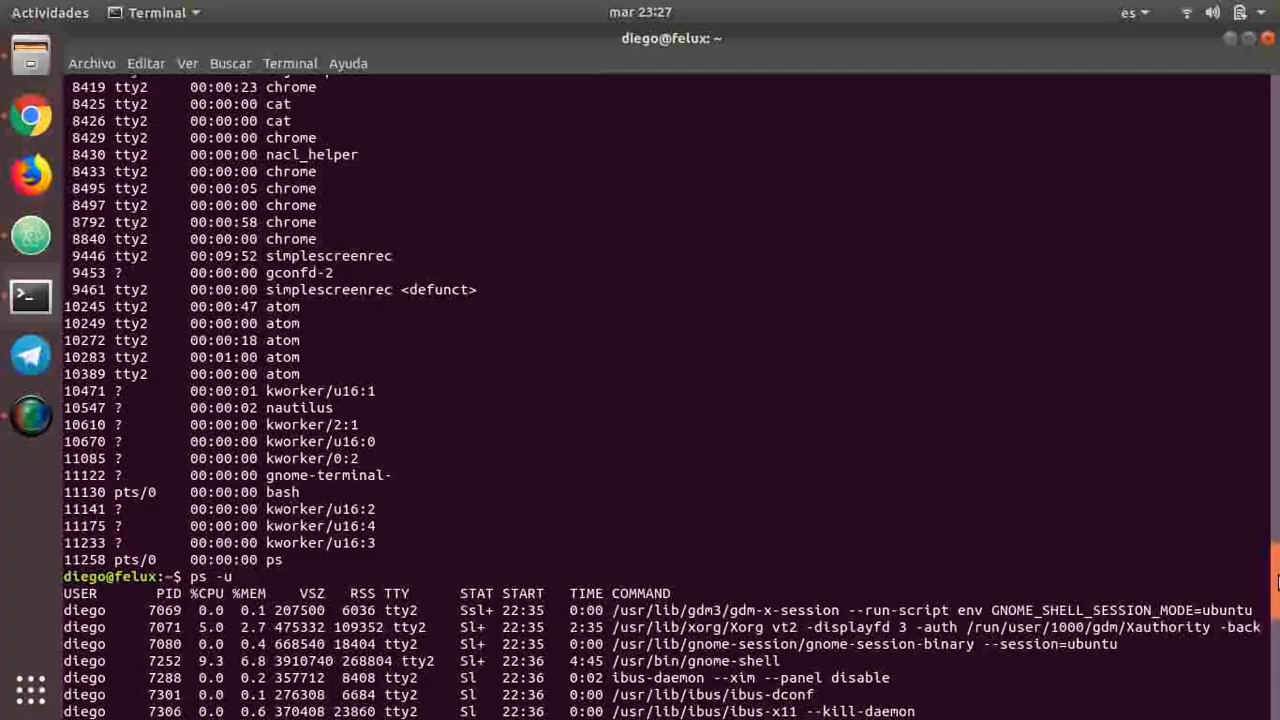 Actividades Terminal mar 23:27 es
diego@felux: ~
Archivo Editar Ver Buscar Terminal Ayuda
8419 tty2 00:00:23 chrome
8425 tty2 00:00:00 cat
8426 tty2 00:00:00 cat
8429 tty2 00:00:00 chrome
8430 tty2 00:00:00 nacl_helper
8433 tty2 00:00:00 chrome
8495 tty2 00:00:05 chrome
8497 tty2 00:00:00 chrome
8792 tty2 00:00:58 chrome
8840 tty2 00:00:00 chrome
9446 tty2 00:09:52 simplescreenrec
9453 ? 00:00:00 gconfd-2
9461 tty2 00:00:00 simplescreenrec <defunct>
10245 tty2 00:00:47 atom
10249 tty2 00:00:00 atom
10272 tty2 00:00:18 atom
10283 tty2 00:01:00 atom
10389 tty2 00:00:00 atom
10471 ? 00:00:01 kworker/u16:1
10547 ? 00:00:02 nautilus
10610 ? 00:00:00 kworker/2:1
10670 ? 00:00:00 kworker/u16:0
11085 ? 00:00:00 kworker/0:2
11122 ? 00:00:00 gnome-terminal-
11130 pts/0 00:00:00 bash
11141 ? 00:00:00 kworker/u16:2
11175 ? 00:00:00 kworker/u16:4
11233 ? 00:00:00 kworker/u16:3
11258 pts/0 00:00:00 ps
diego@felux:~$ ps -u
USER PID %CPU %MEM VSZ RSS TTY STAT START TIME COMMAND
diego 7069 0.0 0.1 207500 6036 tty2 Ssl+ 22:35 0:00 /usr/lib/gdm3/gdm-x-session --run-script env GNOME_SHELL_SESSION_MODE=ubuntu
diego 7071 5.0 2.7 475332 109352 tty2 Sl+ 22:35 2:35 /usr/lib/xorg/Xorg vt2 -displayfd 3 -auth /run/user/1000/gdm/Xauthority -back
diego 7080 0.0 0.4 668540 18404 tty2 Sl+ 22:35 0:00 /usr/lib/gnome-session/gnome-session-binary --session=ubuntu
diego 7252 9.3 6.8 3910740 268804 tty2 Sl+ 22:36 4:45 /usr/bin/gnome-shell
diego 7288 0.0 0.2 357712 8408 tty2 Sl 22:36 0:02 ibus-daemon --xim --panel disable
diego 7301 0.0 0.1 276308 6684 tty2 Sl 22:36 0:00 /usr/lib/ibus/ibus-dconf
diego 7306 0.0 0.6 370408 23860 tty2 Sl 22:36 0:00 /usr/lib/ibus/ibus-x11 --kill-daemon